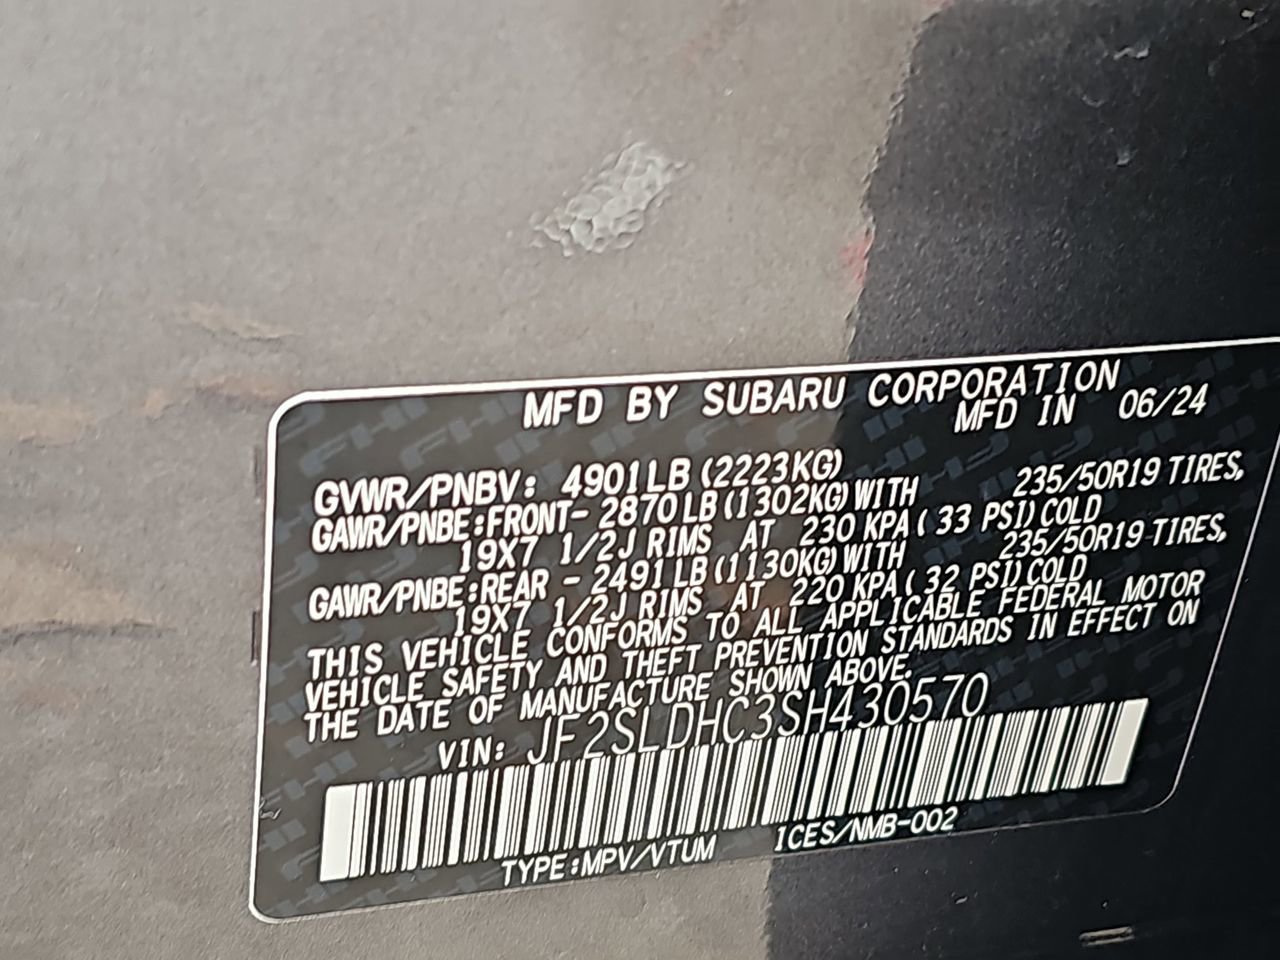 MFD BY SUBARU CORPORATION
MFD IN 06/24
GVWR/PNBV: 4901LB (2223KG)
GAWR/PNBE:FRONT- 2870LB (1302KG) WITH 235/50R19 TIRES,
19X7 1/2J RIMS AT 230 KPA ( 33 PSI) COLD
GAWR/PNBE:REAR - 2491LB (1130KG) WITH 235/50R19 TIRES,
19X7 1/2J RIMS AT 220 KPA ( 32 PSI) COLD
THIS VEHICLE CONFORMS TO ALL APPLICABLE FEDERAL MOTOR
VEHICLE SAFETY AND THEFT PREVENTION STANDARDS IN EFFECT ON
THE DATE OF MANUFACTURE SHOWN ABOVE.
VIN: JF2SLDHC3SH430570
TYPE:MPV/VTUM ICES/NMB-002